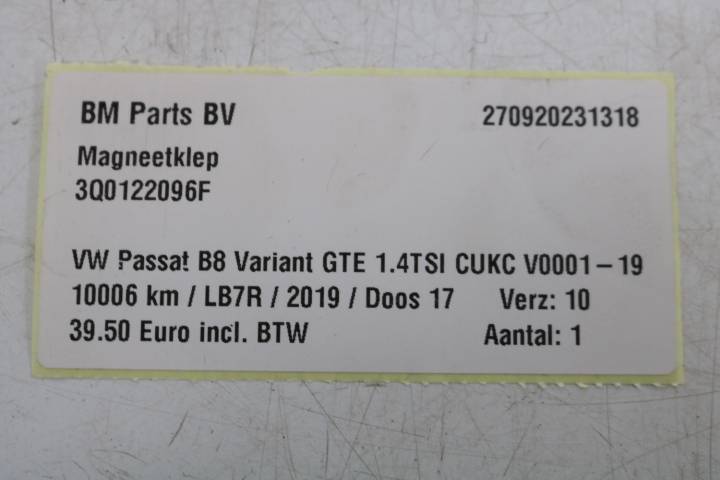 BM Parts BV 270920231318
Magneetklep
3Q0122096F
VW Passat B8 Variant GTE 1.4TSI CUKC V0001-19
10006 km / LB7R / 2019 / Doos 17 Verz: 10
39.50 Euro incl. BTW Aantal: 1